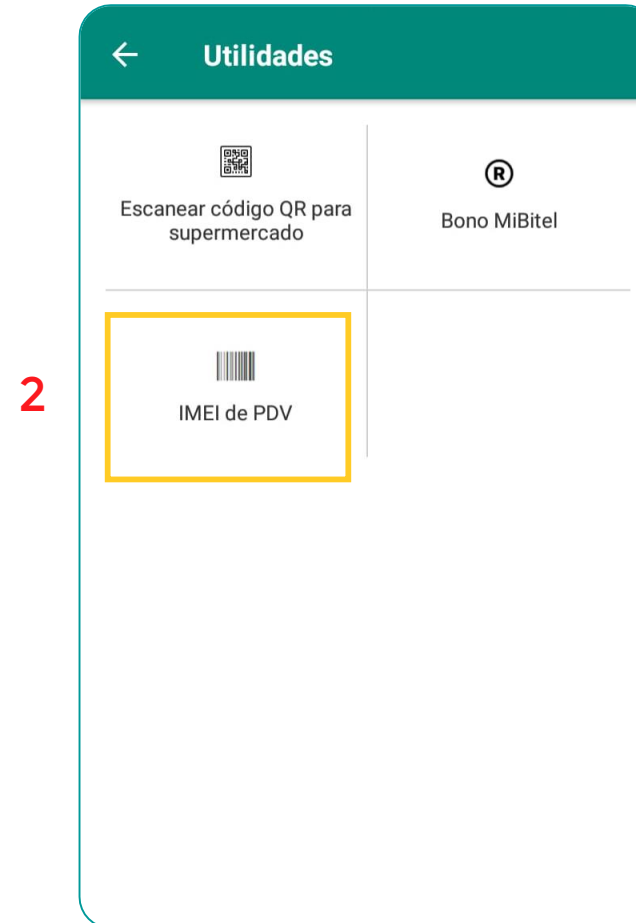 Utilidades
Escanear código QR para
supermercado
®
Bono MiBitel
2
IMEI de PDV